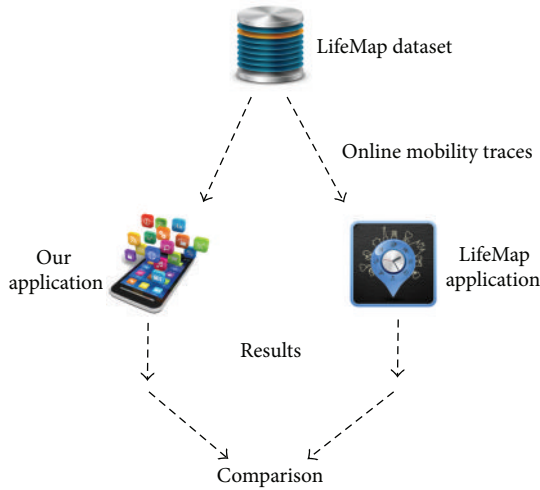 LifeMap dataset
Online mobility traces
Our
application
LifeMap
application
Results
Comparison